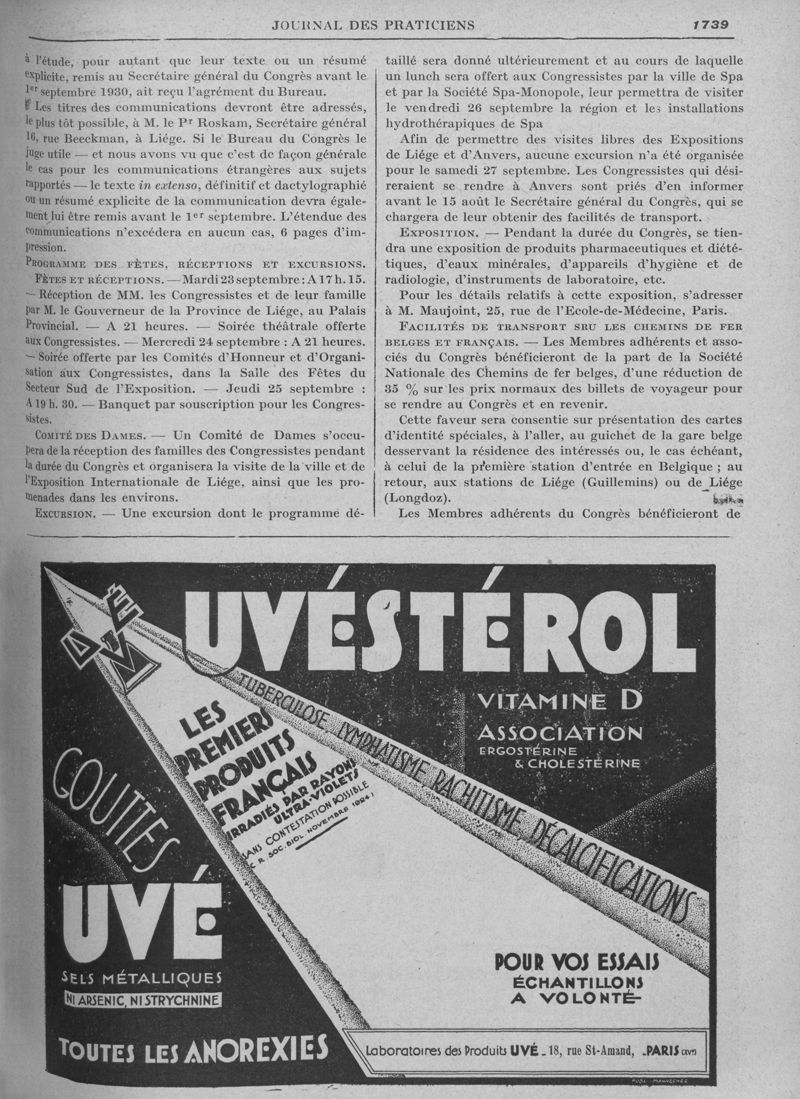 JOURNAL DES PRATICIENS
1739
à l'étude, pour autant que leur texte ou un résumé
explicite, remis au Secrétaire général du Congrès avant le
1er septembre 1930, ait reçu l'agrément du Bureau.
Les titres des communications devront être adressés,
le plus tôt possible, à M. le Pr Roskam, Secrétaire général
16, rue Beeckman, à Liége. Si le Bureau du Congrès le
juge utile — et nous avons vu que c'est de façon générale
le cas pour les communications étrangères aux sujets
rapportés — le texte in extenso, définitif et dactylographié
ou un résumé explicite de la communication devra égale-
ment lui être remis avant le 1er septembre. L'étendue des
communications n'excédera en aucun cas, 6 pages d'im-
pression.
PROGRAMME DES FÊTES, RÉCEPTIONS ET EXCURSIONS.
FÊTES ET RÉCEPTIONS. — Mardi 23 septembre : A 17 h. 15.
— Réception de MM. les Congressistes et de leur famille
par M. le Gouverneur de la Province de Liége, au Palais
Provincial. — A 21 heures. — Soirée théâtrale offerte
aux Congressistes. — Mercredi 24 septembre : A 21 heures.
— Soirée offerte par les Comités d'Honneur et d'Organi-
sation aux Congressistes, dans la Salle des Fêtes du
Secteur Sud de l'Exposition. — Jeudi 25 septembre :
A 19 h. 30. — Banquet par souscription pour les Congres-
sistes.
COMITÉ DES DAMES. — Un Comité de Dames s'occu-
pera de la réception des familles des Congressistes pendant
la durée du Congrès et organisera la visite de la ville et de
l'Exposition Internationale de Liége, ainsi que les pro-
menades dans les environs.
EXCURSION. — Une excursion dont le programme dé-
taillé sera donné ultérieurement et au cours de laquelle
un lunch sera offert aux Congressistes par la ville de Spa
et par la Société Spa-Monopole, leur permettra de visiter
le vendredi 26 septembre la région et les installations
hydrothérapiques de Spa
Afin de permettre des visites libres des Expositions
de Liége et d'Anvers, aucune excursion n'a été organisée
pour le samedi 27 septembre. Les Congressistes qui dési-
reraient se rendre à Anvers sont priés d'en informer
avant le 15 août le Secrétaire général du Congrès, qui se
chargera de leur obtenir des facilités de transport.
EXPOSITION. — Pendant la durée du Congrès, se tien-
dra une exposition de produits pharmaceutiques et diété-
tiques, d'eaux minérales, d'appareils d'hygiène et de
radiologie, d'instruments de laboratoire, etc.
Pour les détails relatifs à cette exposition, s'adresser
à M. Maujoint, 25, rue de l'Ecole-de-Médecine, Paris.
FACILITÉS DE TRANSPORT SRU LES CHEMINS DE FER
BELGES ET FRANÇAIS. — Les Membres adhérents et asso-
ciés du Congrès bénéficieront de la part de la Société
Nationale des Chemins de fer belges, d'une réduction de
35 % sur les prix normaux des billets de voyageur pour
se rendre au Congrès et en revenir.
Cette faveur sera consentie sur présentation des cartes
d'identité spéciales, à l'aller, au guichet de la gare belge
desservant la résidence des intéressés ou, le cas échéant,
à celui de la première station d'entrée en Belgique ; au
retour, aux stations de Liége (Guillemins) ou de Liége
(Longdoz).
Les Membres adhérents du Congrès bénéficieront de
UVÉSTÉROL
VITAMINE D
ASSOCIATION
ERGOSTÉRINE
& CHOLESTÉRINE
TUBERCULOSE, LYMPHATISME, RACHITISME, DÉCALCIFICATIONS
LES
PREMIERS
PRODUITS
FRANÇAIS
IRRADIÉS PAR RAYONS
ULTRA-VIOLETS
SANS CONTESTATION POSSIBLE
C. R. SOC. BIOL. NOVEMBRE 1924
GOUTTES
UVÉ
SELS MÉTALLIQUES
NI ARSENIC, NI STRYCHNINE
TOUTES LES ANOREXIES
POUR VOS ESSAIS
ÉCHANTILLONS
A VOLONTÉ
Laboratoires des Produits UVÉ - 18, rue St-Amand, - PARIS (XVe)